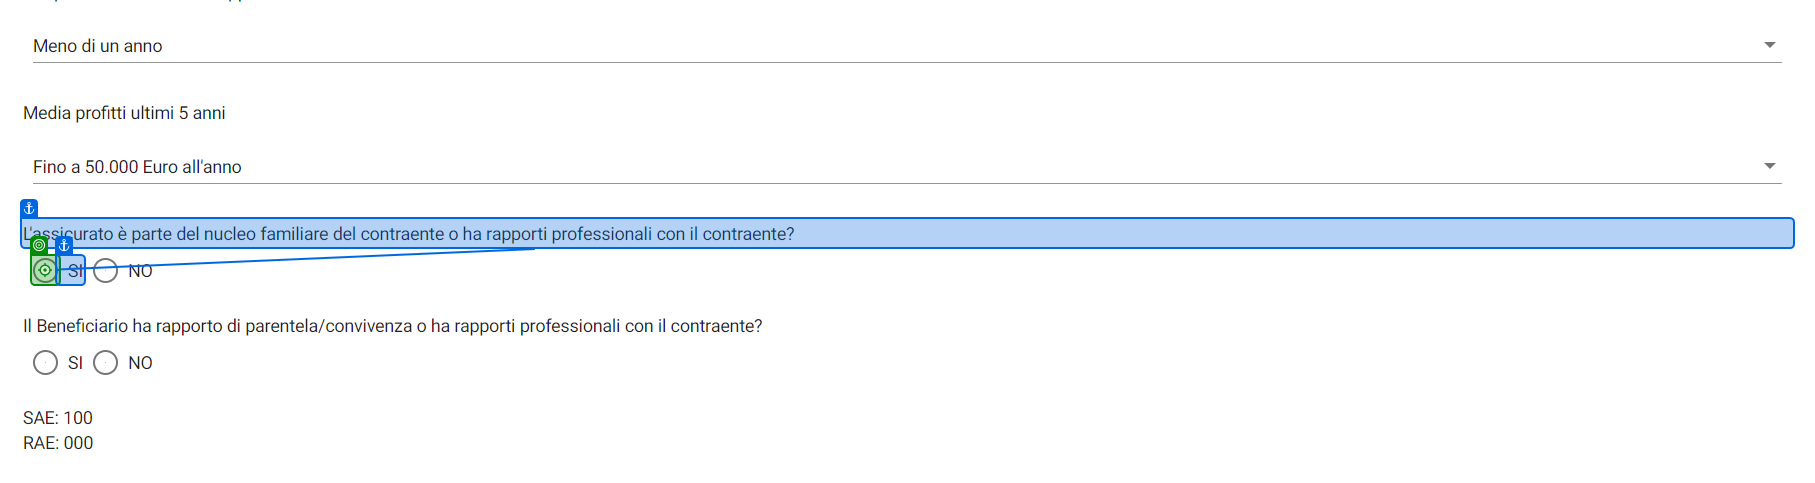 Meno di un anno
Media profitti ultimi 5 anni
Fino a 50.000 Euro all'anno
L'assicurato è parte del nucleo familiare del contraente o ha rapporti professionali con il contraente?
SI NO
Il Beneficiario ha rapporto di parentela/convivenza o ha rapporti professionali con il contraente?
SI NO
SAE: 100
RAE: 000